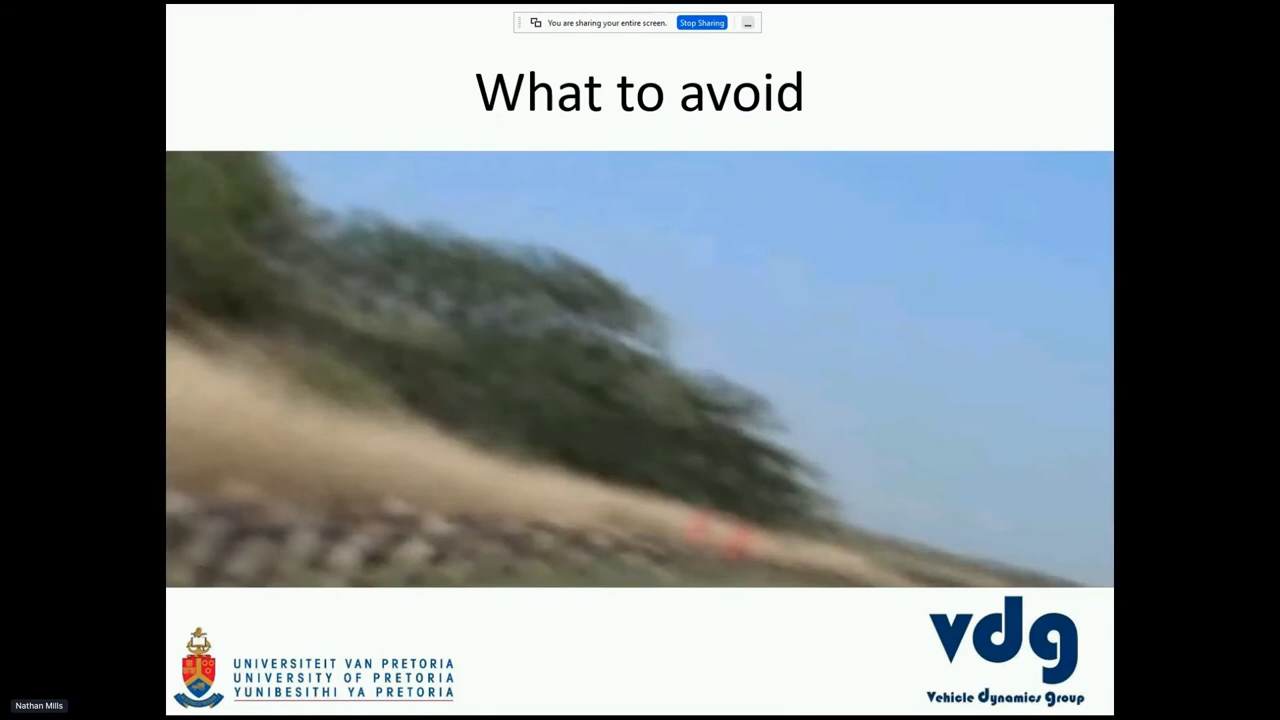 You are sharing your entire screen. Stop Sharing
What to avoid
UNIVERSITEIT VAN PRETORIA
UNIVERSITY OF PRETORIA
YUNIBESITHI YA PRETORIA
vdg
Vehicle dynamics Group
Nathan Mills